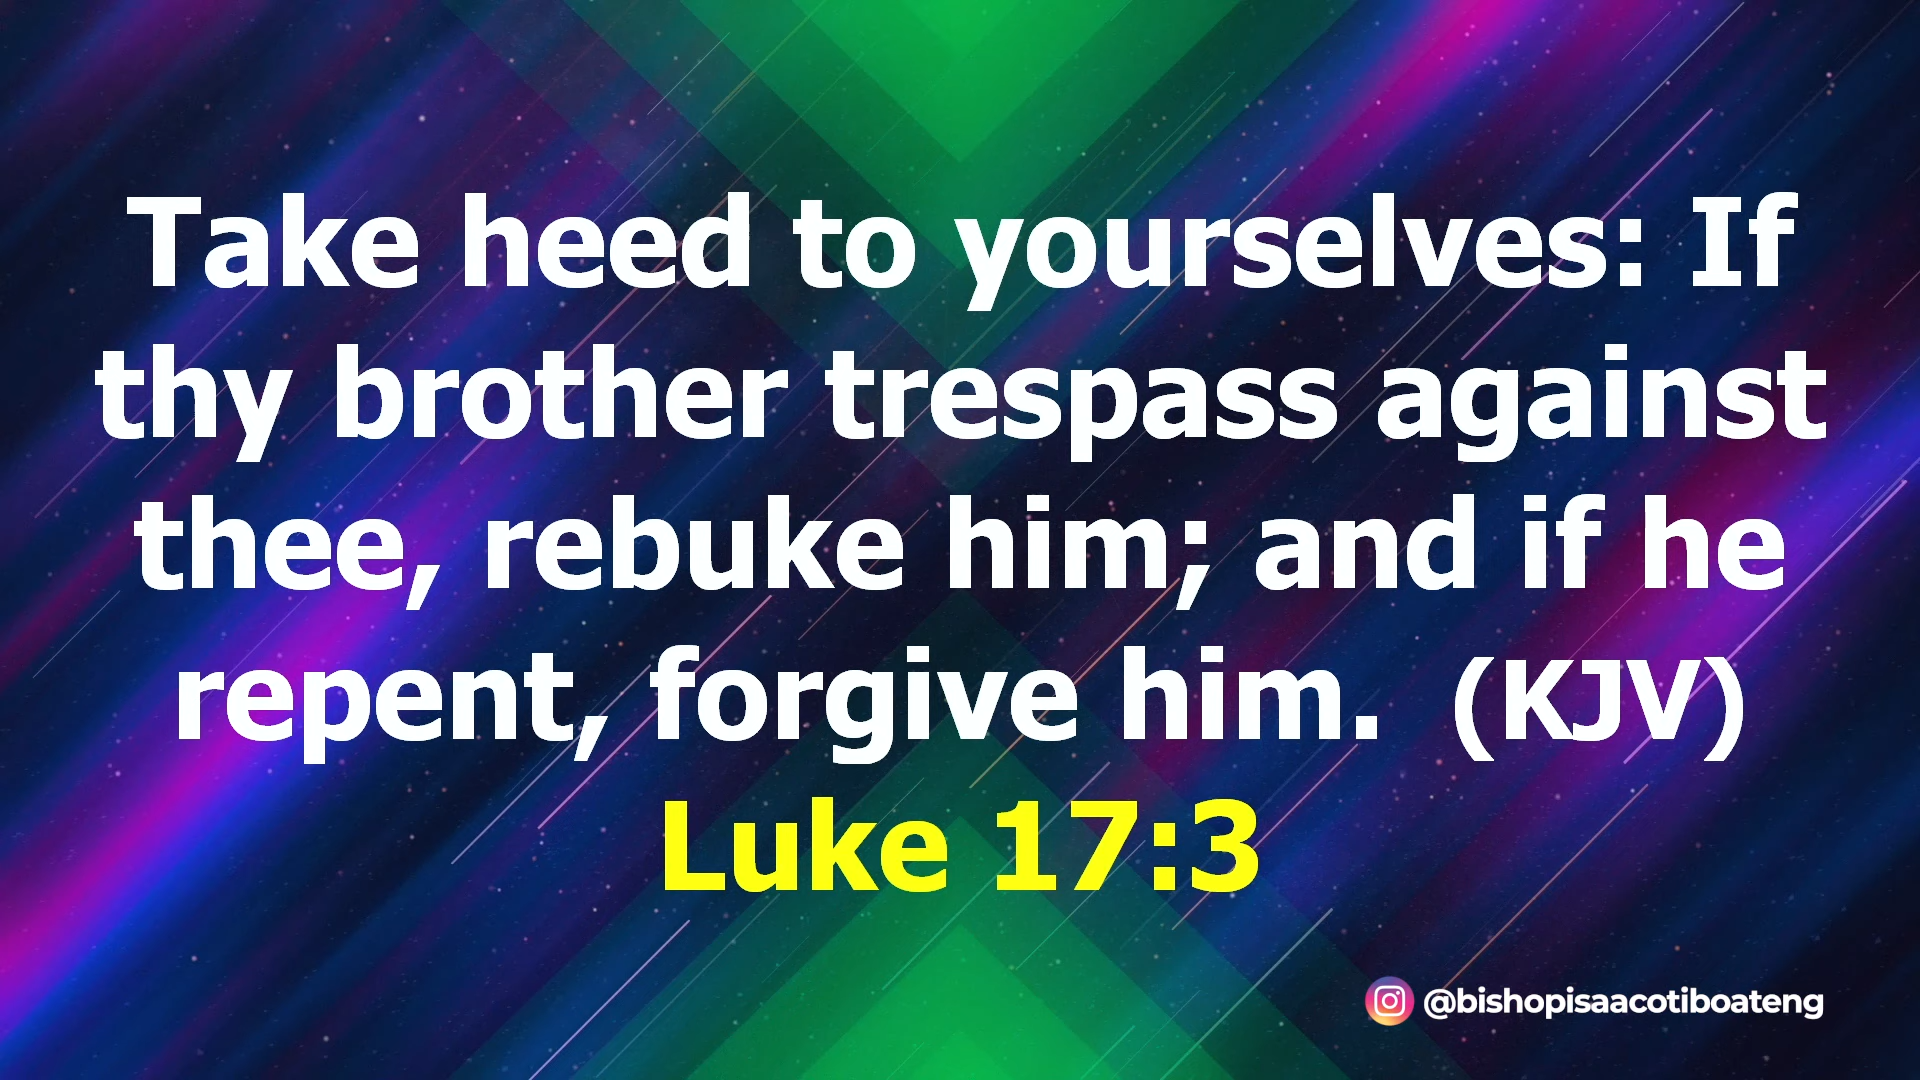 Take heed to yourselves: If
thy brother trespass against
thee, rebuke him; and if he
repent, forgive him.  (KJV)
Luke 17:3
@bishopisaacotiboateng